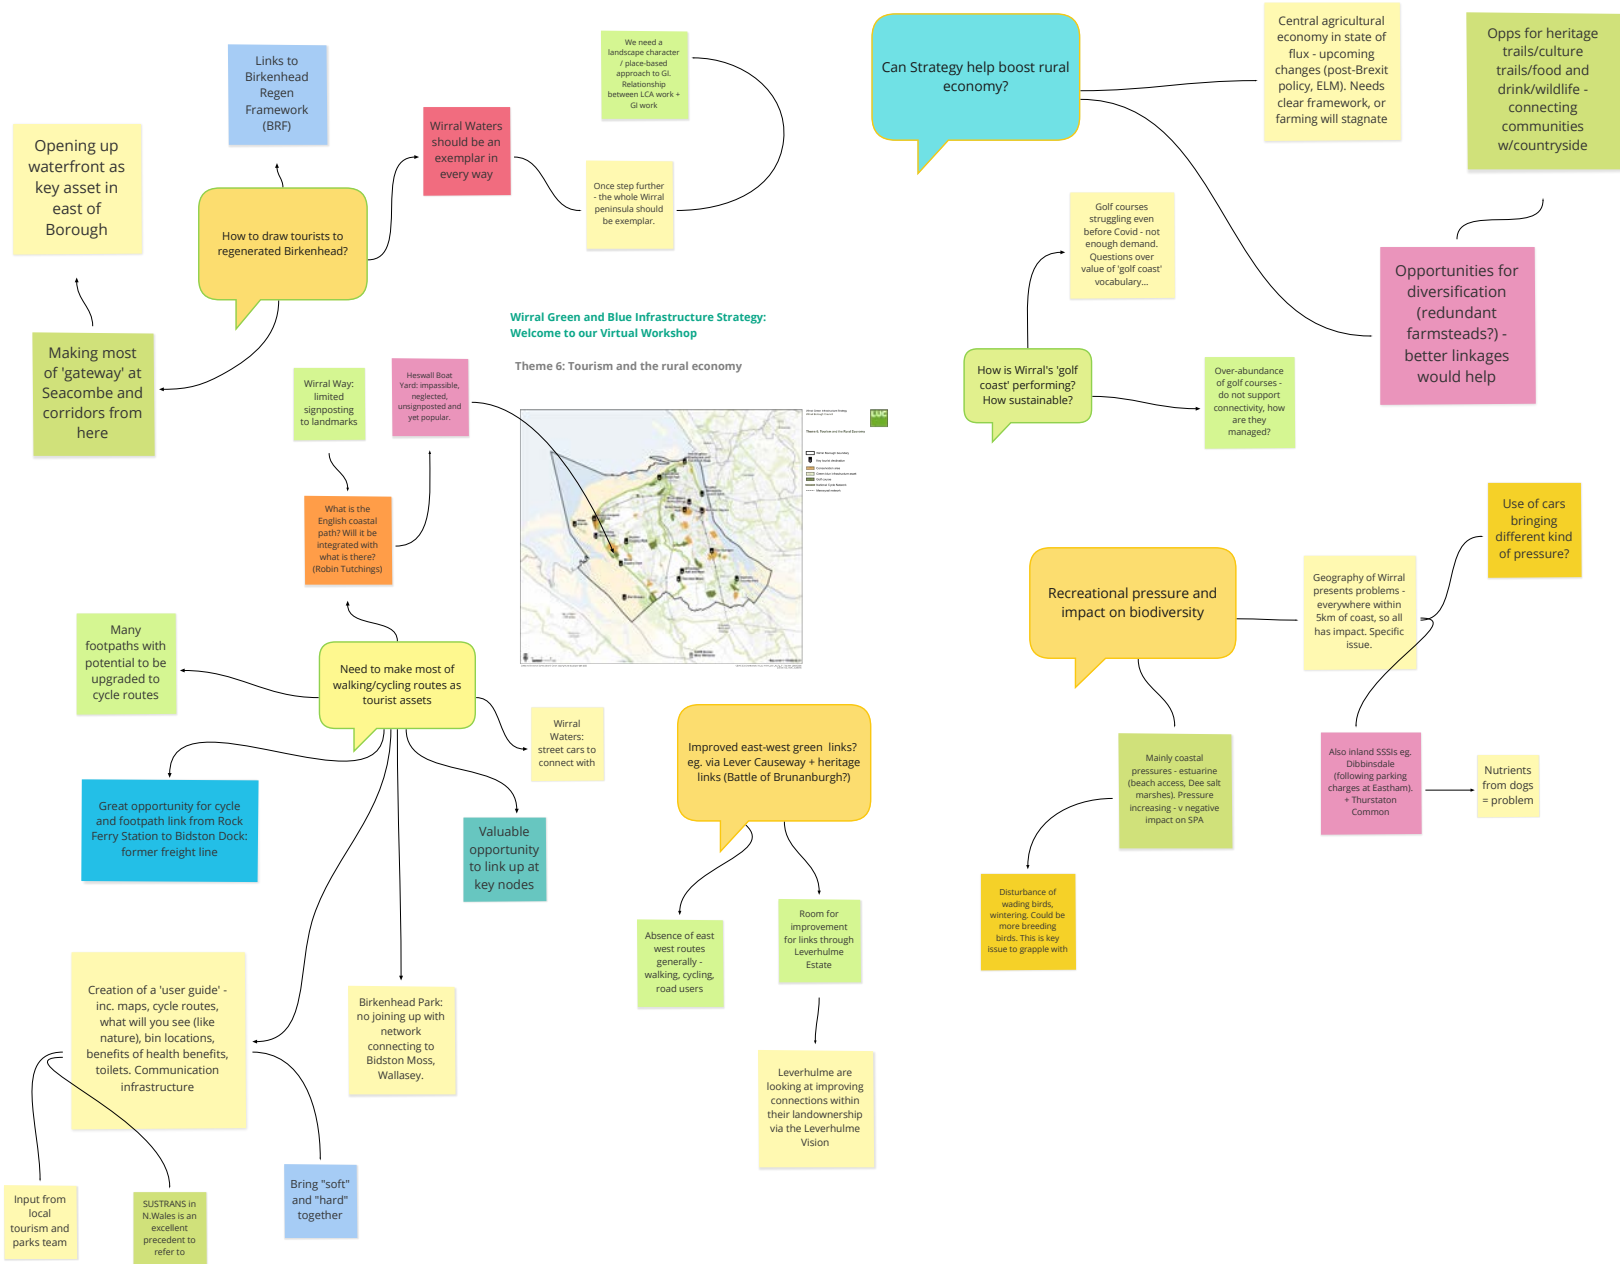 Links to
Birkenhead
Regen
Framework
(BRF)
Opening up
waterfront as
key asset in
east of
Borough
How to draw tourists to
regenerated Birkenhead?
Wirral Waters
should be an
exemplar in
every way
We need a
landscape character
/ place-based
approach to GI.
Relationship
between LCA work +
GI work
Once step further
- the whole Wirral
peninsula should
be exemplar.
Making most
of 'gateway' at
Seacombe and
corridors from
here
Can Strategy help boost rural
economy?
Central agricultural
economy in state of
flux - upcoming
changes (post-Brexit
policy, ELM). Needs
clear framework, or
farming will stagnate
Opps for heritage
trails/culture
trails/food and
drink/wildlife -
connecting
communities
w/countryside
Opportunities for
diversification
(redundant
farmsteads?) -
better linkages
would help
Golf courses
struggling even
before Covid - not
enough demand.
Questions over
value of 'golf coast'
vocabulary...
How is Wirral's 'golf
coast' performing?
How sustainable?
Over-abundance
of golf courses -
do not support
connectivity, how
are they
managed?
Wirral Green and Blue Infrastructure Strategy:
Welcome to our Virtual Workshop
Theme 6: Tourism and the rural economy
LUC
Wirral Way:
limited
signposting
to landmarks
Heswall Boat
Yard: impassible,
neglected,
unsignposted and
yet popular.
What is the
English coastal
path? Will it be
integrated with
what is there?
(Robin Tutchings)
Many
footpaths with
potential to be
upgraded to
cycle routes
Need to make most of
walking/cycling routes as
tourist assets
Wirral
Waters:
street cars to
connect with
Great opportunity for cycle
and footpath link from Rock
Ferry Station to Bidston Dock:
former freight line
Valuable
opportunity
to link up at
key nodes
Creation of a 'user guide' -
inc. maps, cycle routes,
what will you see (like
nature), bin locations,
benefits of health benefits,
toilets. Communication
infrastructure
Birkenhead Park:
no joining up with
network
connecting to
Bidston Moss,
Wallasey.
Input from
local
tourism and
parks team
SUSTRANS in
N.Wales is an
excellent
precedent to
refer to
Bring "soft"
and "hard"
together
Improved east-west green links?
eg. via Lever Causeway + heritage
links (Battle of Brunanburgh?)
Absence of east
west routes
generally -
walking, cycling,
road users
Room for
improvement
for links through
Leverhulme
Estate
Leverhulme are
looking at improving
connections within
their landownership
via the Leverhulme
Vision
Recreational pressure and
impact on biodiversity
Geography of Wirral
presents problems -
everywhere within
5km of coast, so all
has impact. Specific
issue.
Use of cars
bringing
different kind
of pressure?
Mainly coastal
pressures - estuarine
(beach access, Dee salt
marshes). Pressure
increasing - v negative
impact on SPA
Also inland SSSIs eg.
Dibbinsdale
(following parking
charges at Eastham).
+ Thurstaton
Common
Nutrients
from dogs
= problem
Disturbance of
wading birds,
wintering. Could be
more breeding
birds. This is key
issue to grapple with